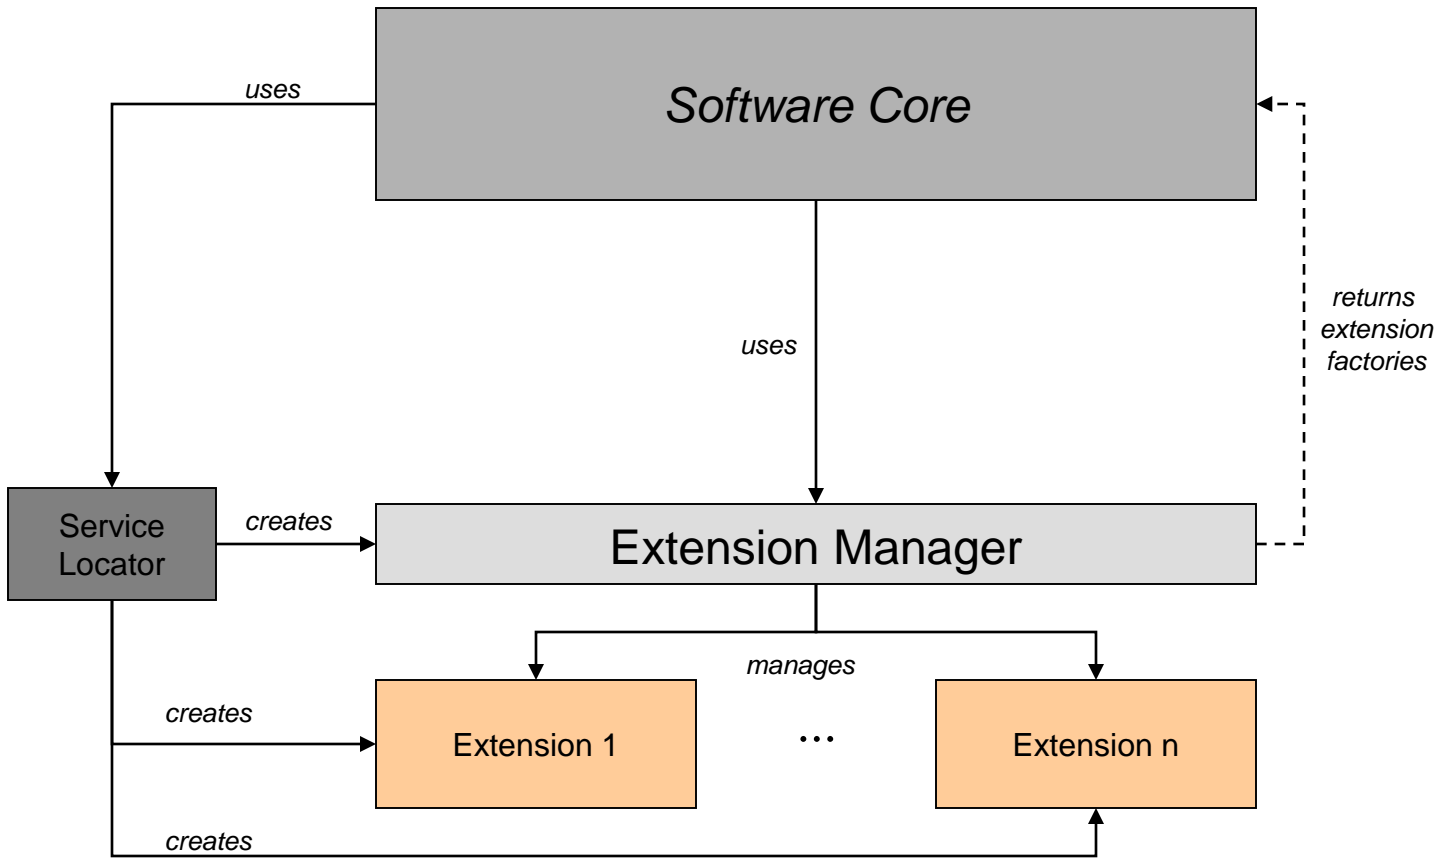 uses
Software Core
returns
extension
factories
uses
Service
Locator
creates
Extension Manager
manages
creates
Extension 1
...
Extension n
creates